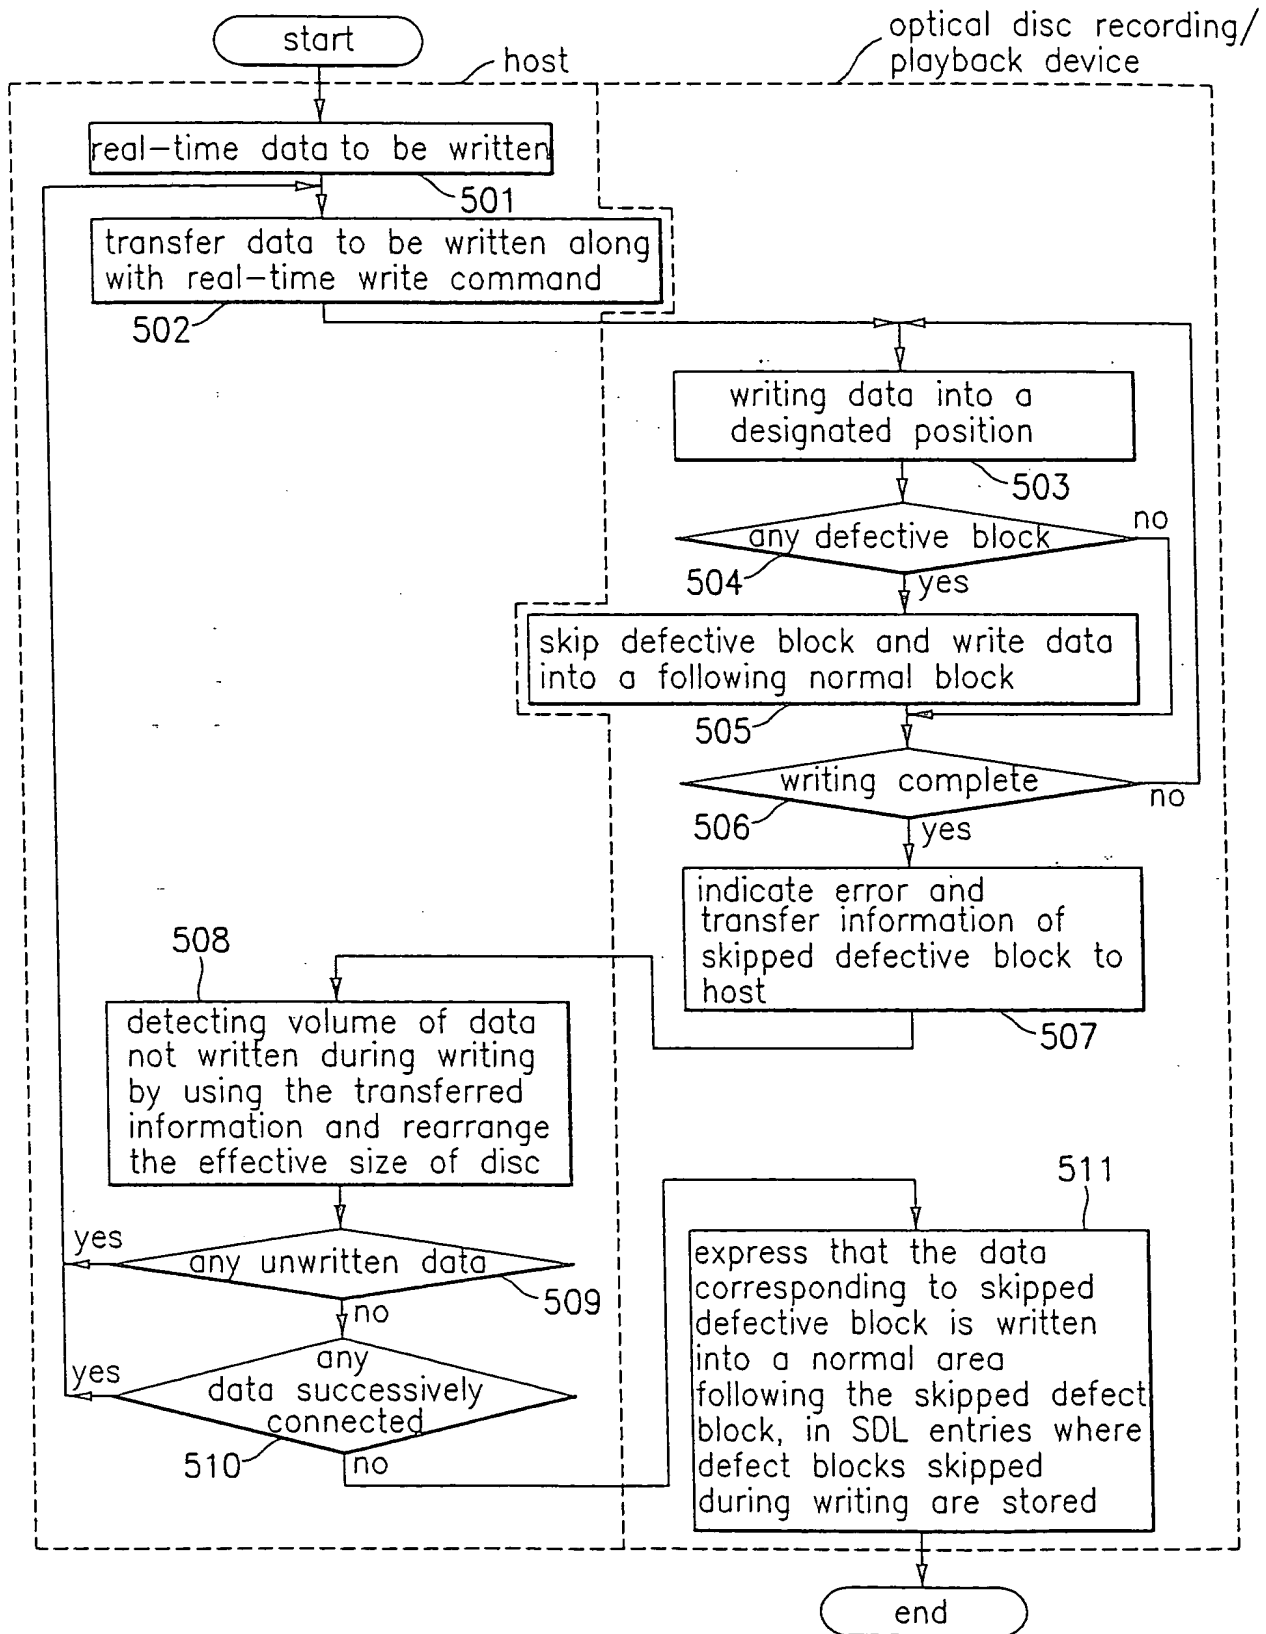 start
host
optical disc recording/
playback device
real-time data to be written
501
transfer data to be written along
with real-time write command
502
writing data into a
designated position
503
any defective block
504
no
yes
skip defective block and write data
into a following normal block
505
writing complete
506
no
yes
indicate error and
transfer information of
skipped defective block to
host
507
508
detecting volume of data
not written during writing
by using the transferred
information and rearrange
the effective size of disc
yes
any unwritten data
509
no
yes
any
data successively
connected
510
no
511
express that the data
corresponding to skipped
defective block is written
into a normal area
following the skipped defect
block, in SDL entries where
defect blocks skipped
during writing are stored
end